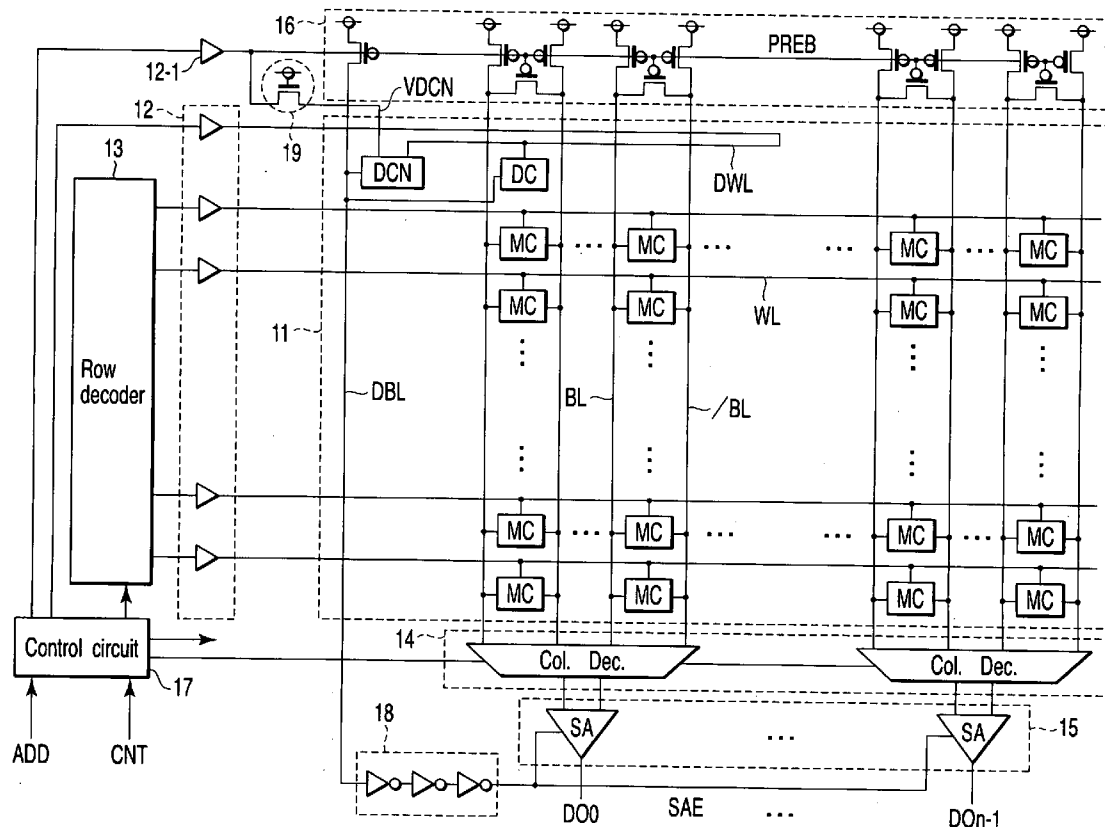 16
PREB
12-1
VDCN
12
19
13
DCN
DC
DWL
MC ... MC ... ... MC ... MC
WL
MC MC MC MC
11
Row decoder
DBL
BL
/BL
MC ... MC ... ... MC ... MC
MC MC MC MC
14
Control circuit
Col. Dec.
Col. Dec.
17
18
SA
...
SA
15
ADD
CNT
DO0
SAE
...
DOn-1